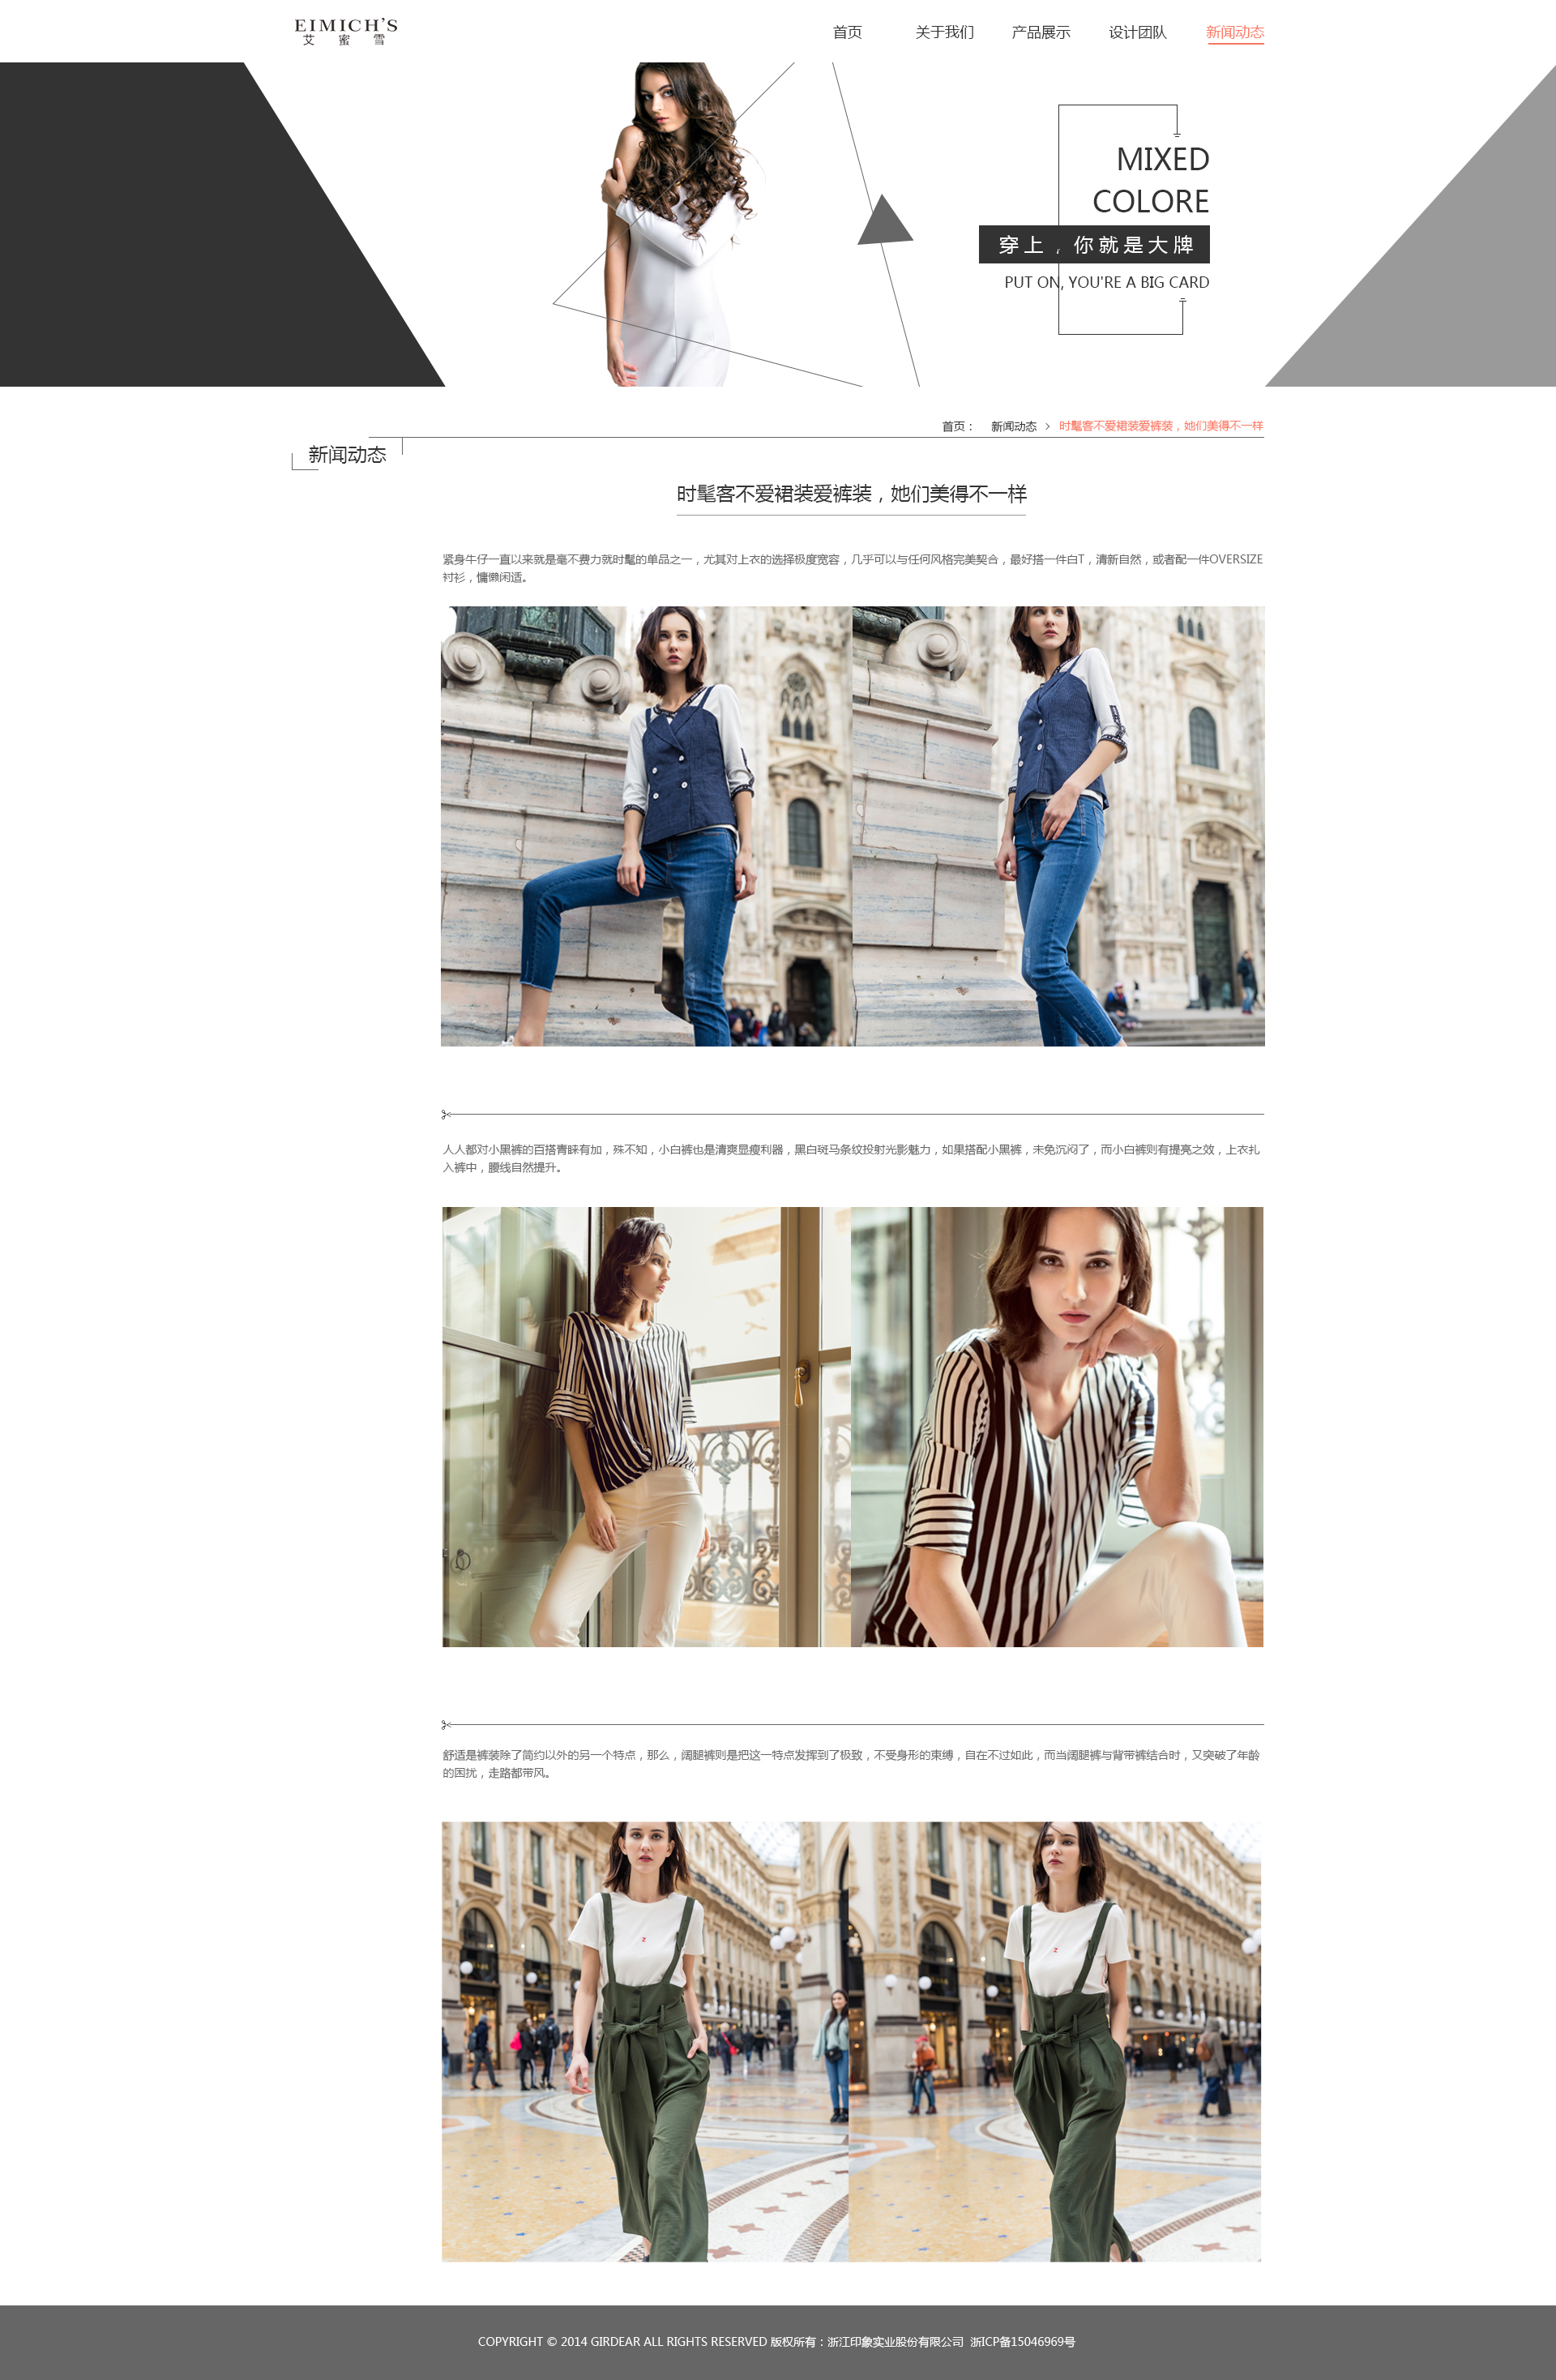 EIMICH'S
艾 蜜 雪
首页 关于我们 产品展示 设计团队 新闻动态
MIXED
COLORE
穿上，你就是大牌
PUT ON, YOU'RE A BIG CARD
首页： 新闻动态 > 时髦客不爱裙装爱裤装，她们美得不一样
新闻动态
时髦客不爱裙装爱裤装，她们美得不一样
紧身牛仔一直以来就是毫不费力就时髦的单品之一，尤其对上衣的选择极度宽容，几乎可以与任何风格完美契合，最好搭一件白T，清新自然，或者配一件OVERSIZE
衬衫，慵懒闲适。
人人都对小黑裤的百搭青睐有加，殊不知，小白裤也是清爽显瘦利器，黑白斑马条纹投射光影魅力，如果搭配小黑裤，未免沉闷了，而小白裤则有提亮之效，上衣扎
入裤中，腰线自然提升。
舒适是裤装除了简约以外的另一个特点，那么，阔腿裤则是把这一特点发挥到了极致，不受身形的束缚，自在不过如此，而当阔腿裤与背带裤结合时，又突破了年龄
的困扰，走路都带风。
COPYRIGHT © 2014 GIRDEAR ALL RIGHTS RESERVED 版权所有：浙江印象实业股份有限公司 浙ICP备15046969号